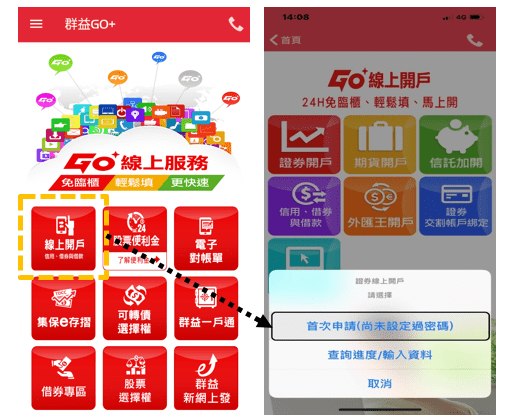 群益GO+
Go
Go
Go
Go
Go
GO+線上服務
免臨櫃 輕鬆填 更快速
線上開戶
信用、借券與借款
24
股票便利金
了解便利金
電子
對帳單
集保e存摺
可轉債
選擇權
群益一戶通
借券專區
股票
選擇權
群益
新網上發
14:08
4G
首頁
GO+線上開戶
24H免臨櫃、輕鬆填、馬上開
證券開戶
期貨開戶
信託加開
信用、借券
與借款
外匯王開戶
證券
交割帳戶綁定
證券線上開戶
請選擇
首次申請(尚未設定過密碼)
查詢進度/輸入資料
取消